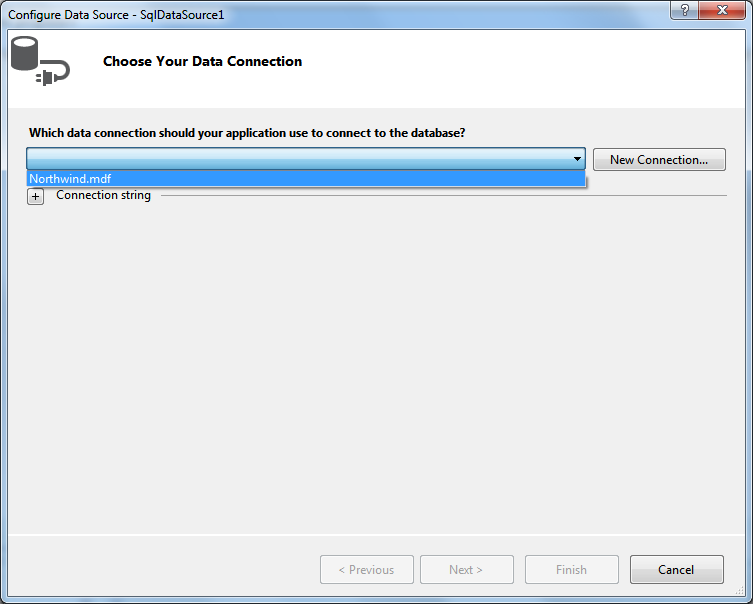 Configure Data Source - SqlDataSource1
?
Choose Your Data Connection
Which data connection should your application use to connect to the database?
New Connection...
Northwind.mdf
+ Connection string
< Previous
Next >
Finish
Cancel